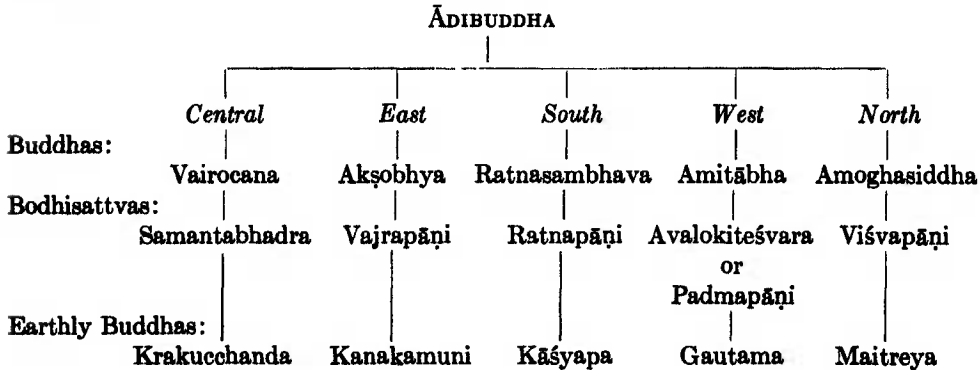 ĀDIBUDDHA
Central East South West North
Buddhas:
Vairocana Akṣobhya Ratnasambhava Amitābha Amoghasiddha
Bodhisattvas:
Samantabhadra Vajrapāṇi Ratnapāṇi Avalokiteśvara Viśvapāṇi
or
Padmapāṇi
Earthly Buddhas:
Krakucchanda Kanakamuni Kāśyapa Gautama Maitreya